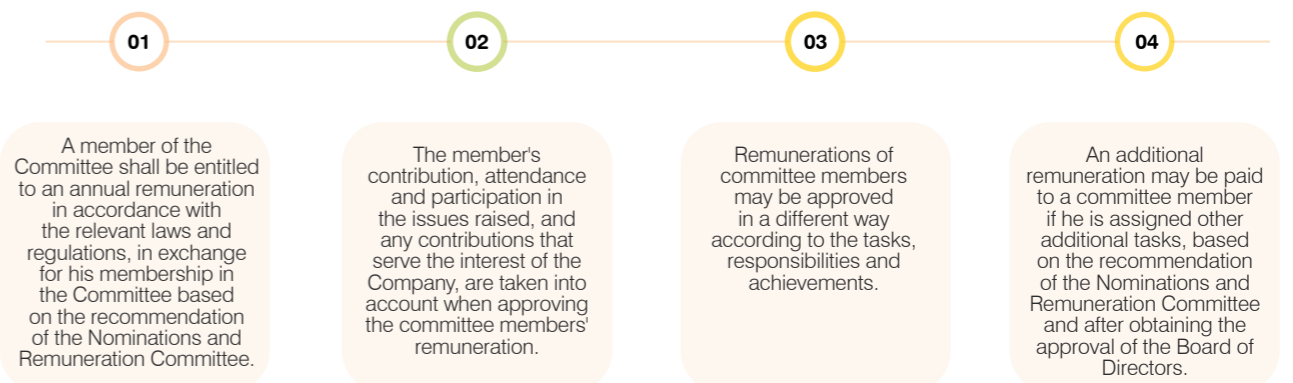 01
02
03
04
A member of the
Committee shall be entitled
to an annual remuneration
in accordance with
the relevant laws and
regulations, in exchange
for his membership in
the Committee based
on the recommendation
of the Nominations and
Remuneration Committee.
The member's
contribution, attendance
and participation in
the issues raised, and
any contributions that
serve the interest of the
Company, are taken into
account when approving
the committee members'
remuneration.
Remunerations of
committee members
may be approved
in a different way
according to the tasks,
responsibilities and
achievements.
An additional
remuneration may be paid
to a committee member
if he is assigned other
additional tasks, based
on the recommendation
of the Nominations and
Remuneration Committee
and after obtaining the
approval of the Board of
Directors.